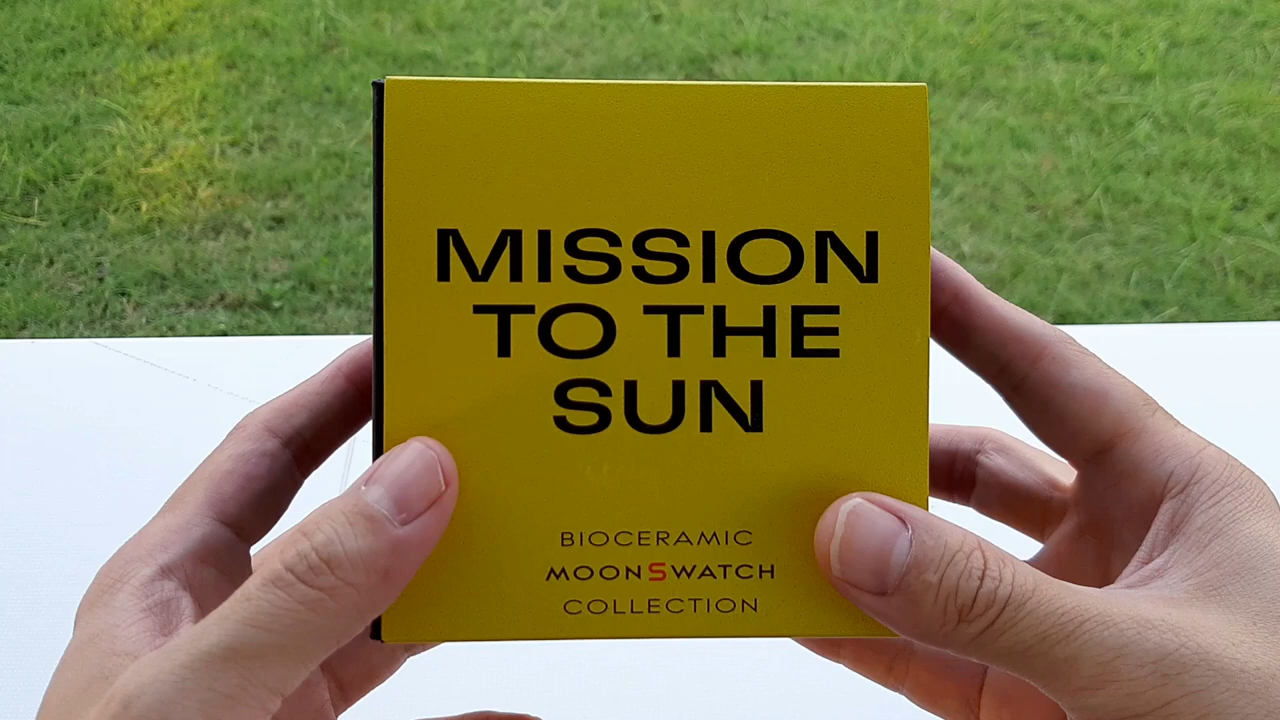 MISSION
TO THE
SUN
BIOCERAMIC
MOONSWATCH
COLLECTION